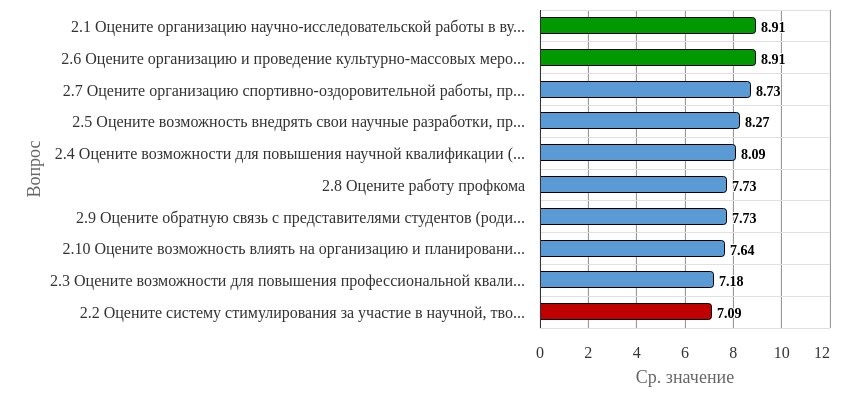 2.1 Оцените организацию научно-исследовательской работы в ву... 8.91
2.6 Оцените организацию и проведение культурно-массовых меро... 8.91
2.7 Оцените организацию спортивно-оздоровительной работы, пр... 8.73
2.5 Оцените возможность внедрять свои научные разработки, пр... 8.27
2.4 Оцените возможности для повышения научной квалификации (... 8.09
2.8 Оцените работу профкома 7.73
2.9 Оцените обратную связь с представителями студентов (роди... 7.73
2.10 Оцените возможность влиять на организацию и планировани... 7.64
2.3 Оцените возможности для повышения профессиональной квали... 7.18
2.2 Оцените систему стимулирования за участие в научной, тво... 7.09
Вопрос
0 2 4 6 8 10 12
Ср. значение